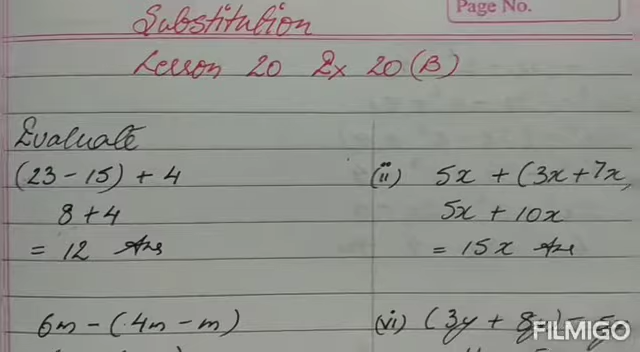 Page No.
Substitution
Lesson 20 Ex 20 (B)
Evaluate
(23 - 15) + 4
8 + 4
= 12 Ans
(ii) 5x + (3x + 7x
5x + 10x
= 15x Ans
6m - (4m - m)
(vi) (3y + 8y) -
FILMIGO